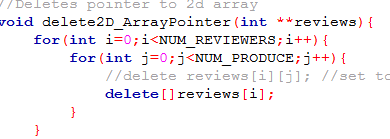 //Deletes pointer to 2d array
void delete2D_ArrayPointer(int **reviews){
for(int i=0;i<NUM_REVIEWERS;i++){
for(int j=0;j<NUM_PRODUCE;j++){
//delete reviews[i][j]; //set to
delete[]reviews[i];
}
}